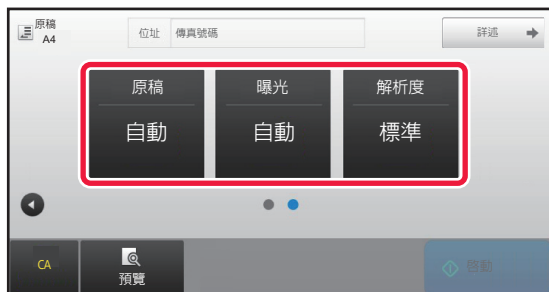 原稿
A4
位址 傳真號碼
詳述
原稿 曝光 解析度
自動 自動 標準
CA
預覽
啓動